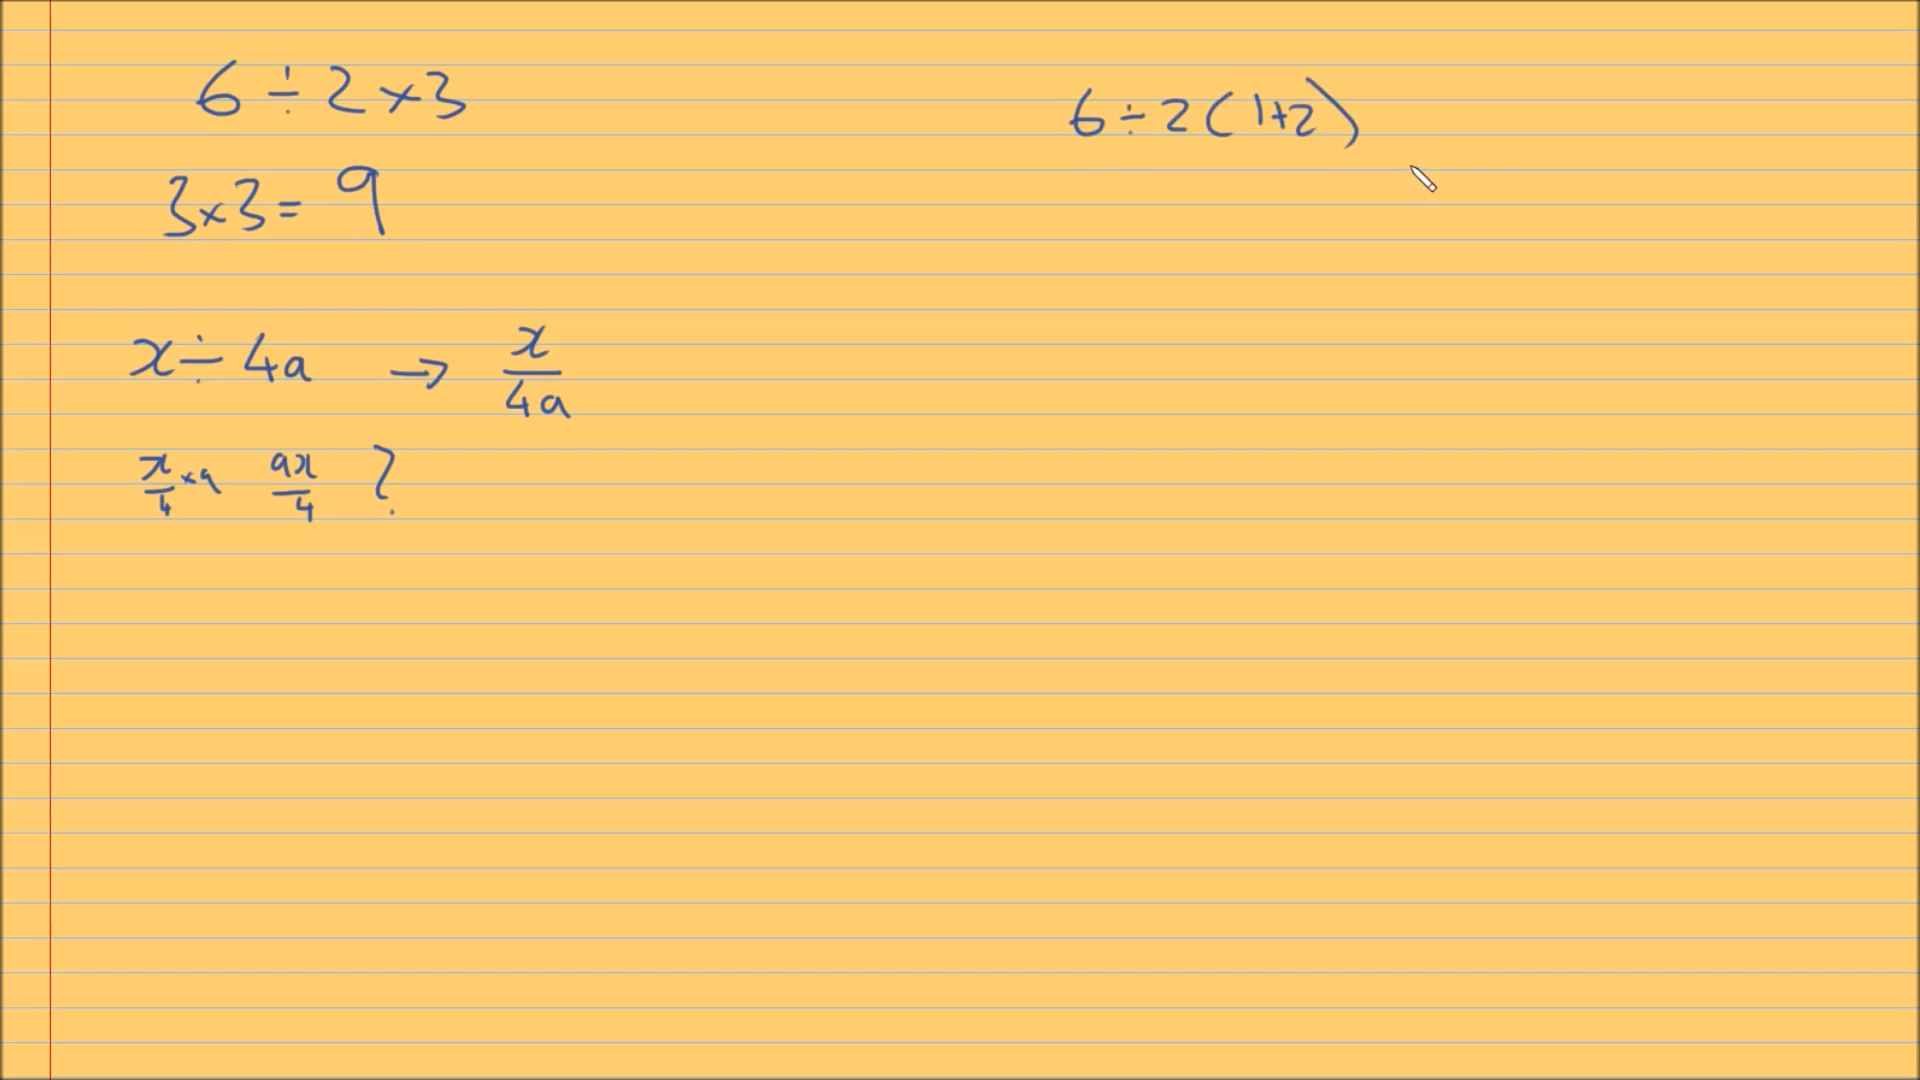 6 ÷ 2 × 3
3 × 3 = 9
x ÷ 4a → x/4a
x/4 × a  ax/4 ?
6 ÷ 2 ( 1+2 )